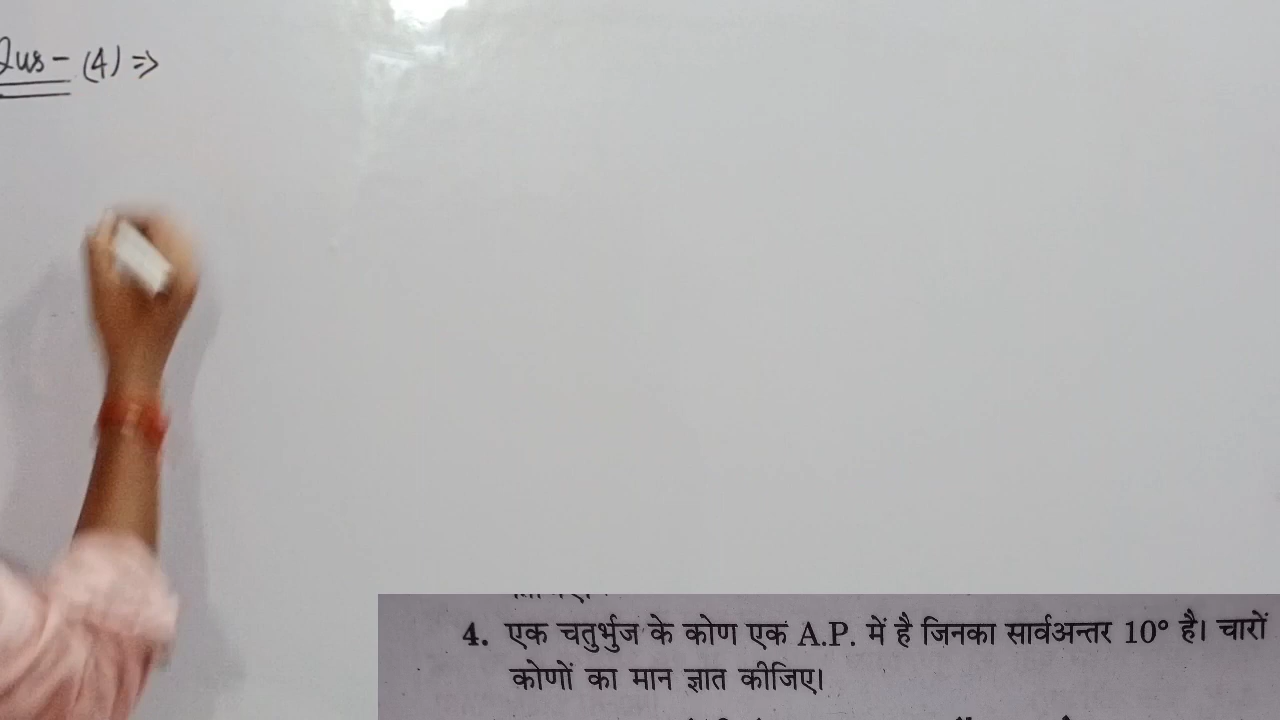 Qus - (4) =>
4. एक चतुर्भुज के कोण एक A.P. में है जिनका सार्वअन्तर 10° है। चारों
कोणों का मान ज्ञात कीजिए।